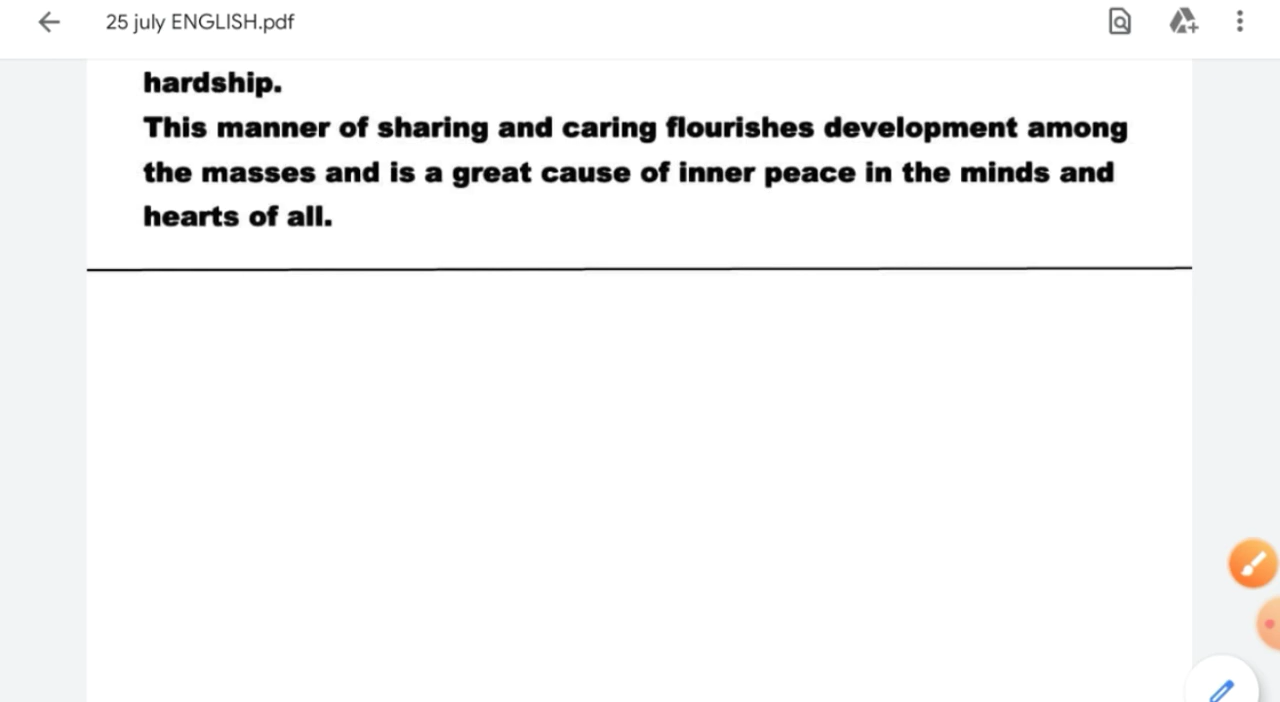 25 july ENGLISH.pdf
hardship.
This manner of sharing and caring flourishes development among
the masses and is a great cause of inner peace in the minds and
hearts of all.